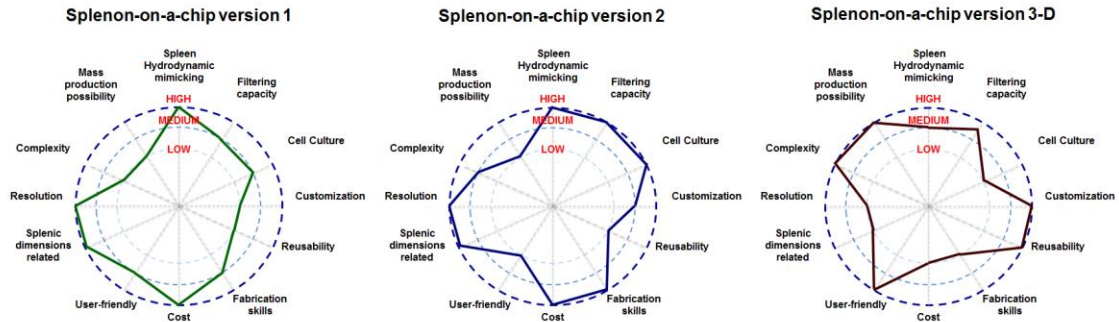 Splenon-on-a-chip version 1
Spleen
Hydrodynamic
mimicking
Filtering
capacity
Cell Culture
Customization
Reusability
Fabrication
skills
Cost
User-friendly
Splenic
dimensions
related
Resolution
Complexity
Mass
production
possibility
HIGH
MEDIUM
LOW
Splenon-on-a-chip version 2
Spleen
Hydrodynamic
mimicking
Filtering
capacity
Cell Culture
Customization
Reusability
Fabrication
skills
Cost
User-friendly
Splenic
dimensions
related
Resolution
Complexity
Mass
production
possibility
HIGH
MEDIUM
LOW
Splenon-on-a-chip version 3-D
Spleen
Hydrodynamic
mimicking
Filtering
capacity
Cell Culture
Customization
Reusability
Fabrication
skills
Cost
User-friendly
Splenic
dimensions
related
Resolution
Complexity
Mass
production
possibility
HIGH
MEDIUM
LOW